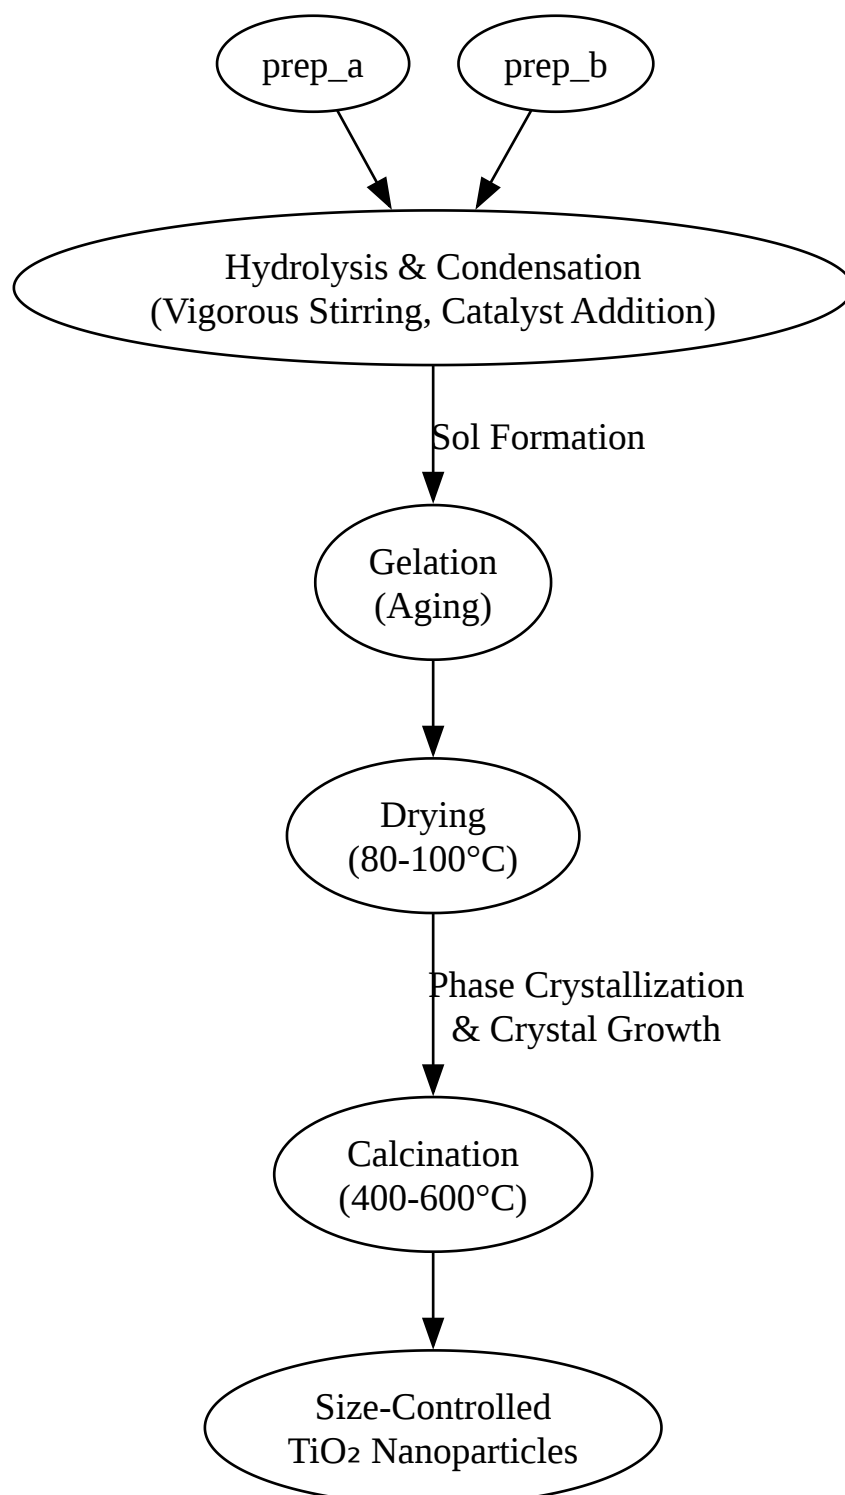 prep_a
prep_b
Hydrolysis & Condensation
(Vigorous Stirring, Catalyst Addition)
Sol Formation
Gelation
(Aging)
Drying
(80-100°C)
Phase Crystallization
& Crystal Growth
Calcination
(400-600°C)
Size-Controlled
TiO₂ Nanoparticles